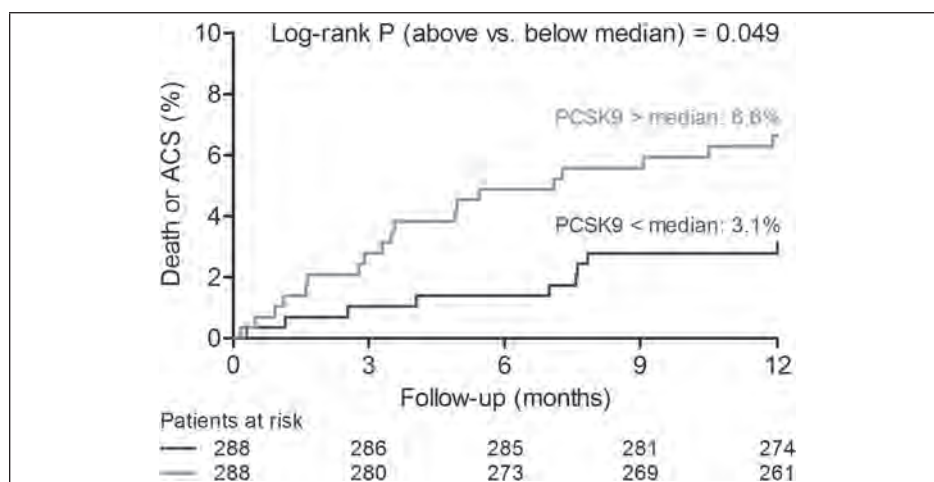 Log-rank P (above vs. below median) = 0.049
10
8
6
4
2
0
Death or ACS (%)
PCSK9 > median: 6.6%
PCSK9 < median: 3.1%
0 3 6 9 12
Follow-up (months)
Patients at risk
288 286 285 281 274
288 280 273 269 261